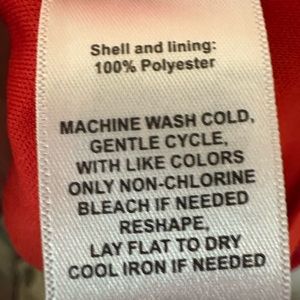 Shell and lining:
100% Polyester
MACHINE WASH COLD,
GENTLE CYCLE,
WITH LIKE COLORS
ONLY NON-CHLORINE
BLEACH IF NEEDED
RESHAPE,
LAY FLAT TO DRY
COOL IRON IF NEEDED